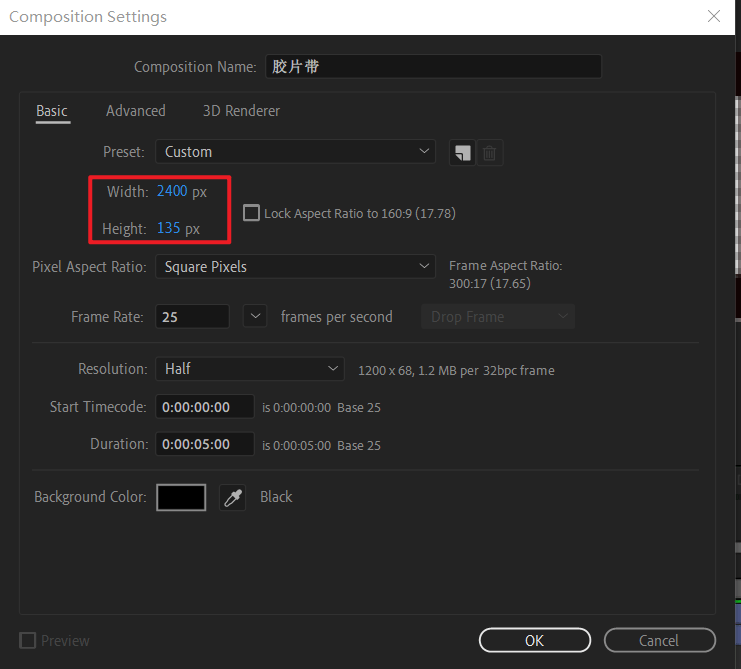 Composition Settings
Composition Name: 胶片带
Basic Advanced 3D Renderer
Preset: Custom
Width: 2400 px
Lock Aspect Ratio to 160:9 (17.78)
Height: 135 px
Pixel Aspect Ratio: Square Pixels
Frame Aspect Ratio:
300:17 (17.65)
Frame Rate: 25 frames per second Drop Frame
Resolution: Half 1200 x 68, 1.2 MB per 32bpc frame
Start Timecode: 0:00:00:00 is 0:00:00:00 Base 25
Duration: 0:00:05:00 is 0:00:05:00 Base 25
Background Color: Black
Preview OK Cancel